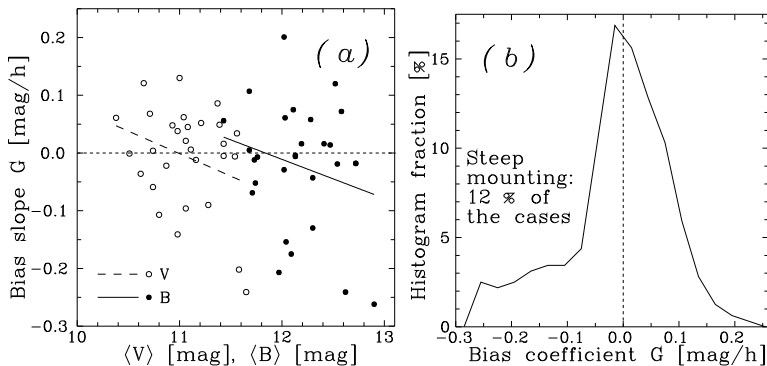 (a)
Bias slope G [mag/h]
0.2
0.1
0.0
-0.1
-0.2
-0.3
V
B
10
11
12
13
⟨V⟩ [mag], ⟨B⟩ [mag]
(b)
Histogram fraction [%]
15
10
5
0
Steep
mounting:
12 % of
the cases
-0.3
-0.2
-0.1
0.0
0.1
0.2
Bias coefficient G [mag/h]